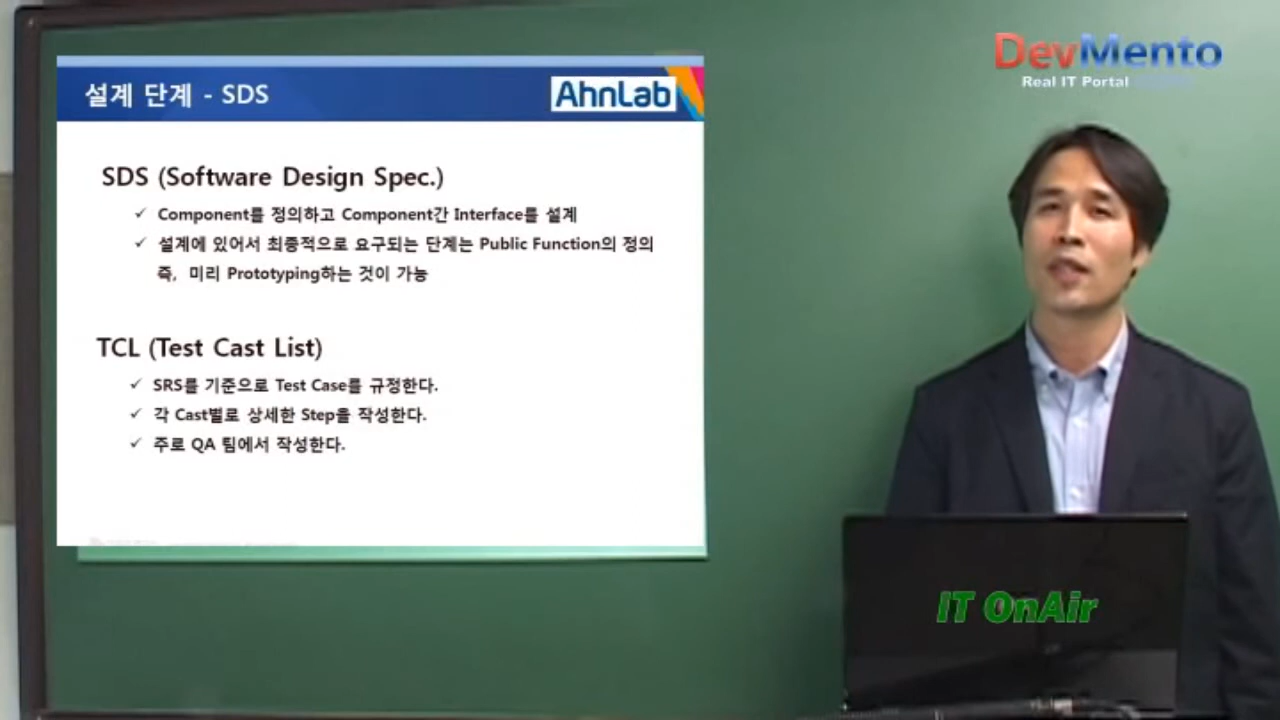 설계 단계 - SDS
AhnLab
SDS (Software Design Spec.)
✓ Component를 정의하고 Component간 Interface를 설계
✓ 설계에 있어서 최종적으로 요구되는 단계는 Public Function의 정의
즉, 미리 Prototyping하는 것이 가능
TCL (Test Cast List)
✓ SRS를 기준으로 Test Case를 규정한다.
✓ 각 Cast별로 상세한 Step을 작성한다.
✓ 주로 QA 팀에서 작성한다.
DevMento
Real IT Portal
IT OnAir